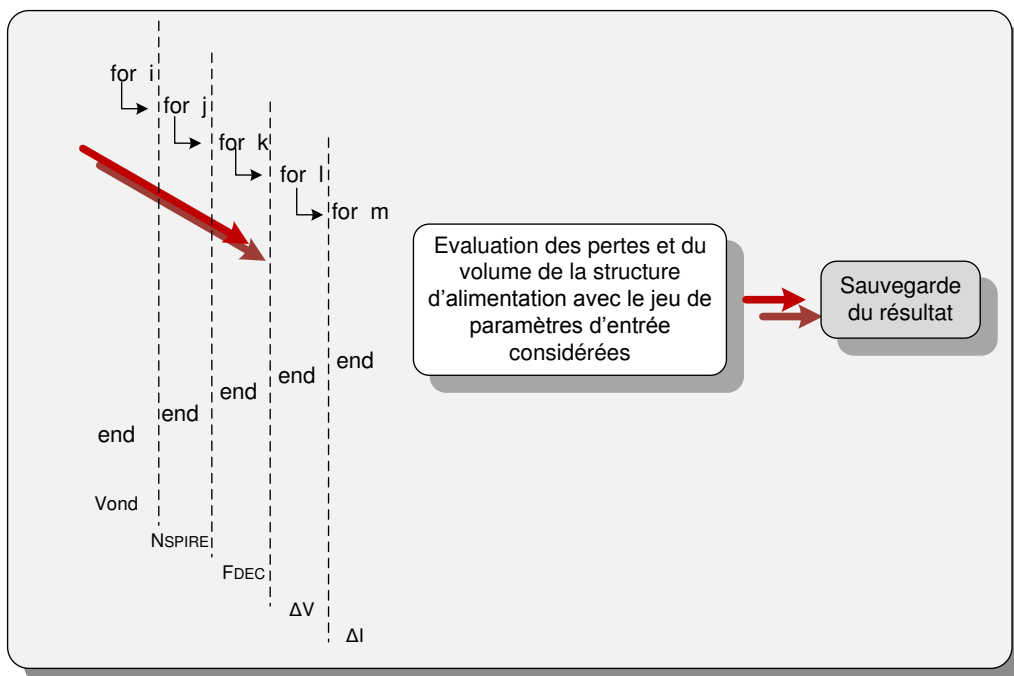 for i
for j
for k
for l
for m
Evaluation des pertes et du
volume de la structure
d'alimentation avec le jeu de
paramètres d'entrée
considérées
Sauvegarde
du résultat
end
end
end
end
end
Vond
NSPIRE
FDEC
ΔV
ΔI